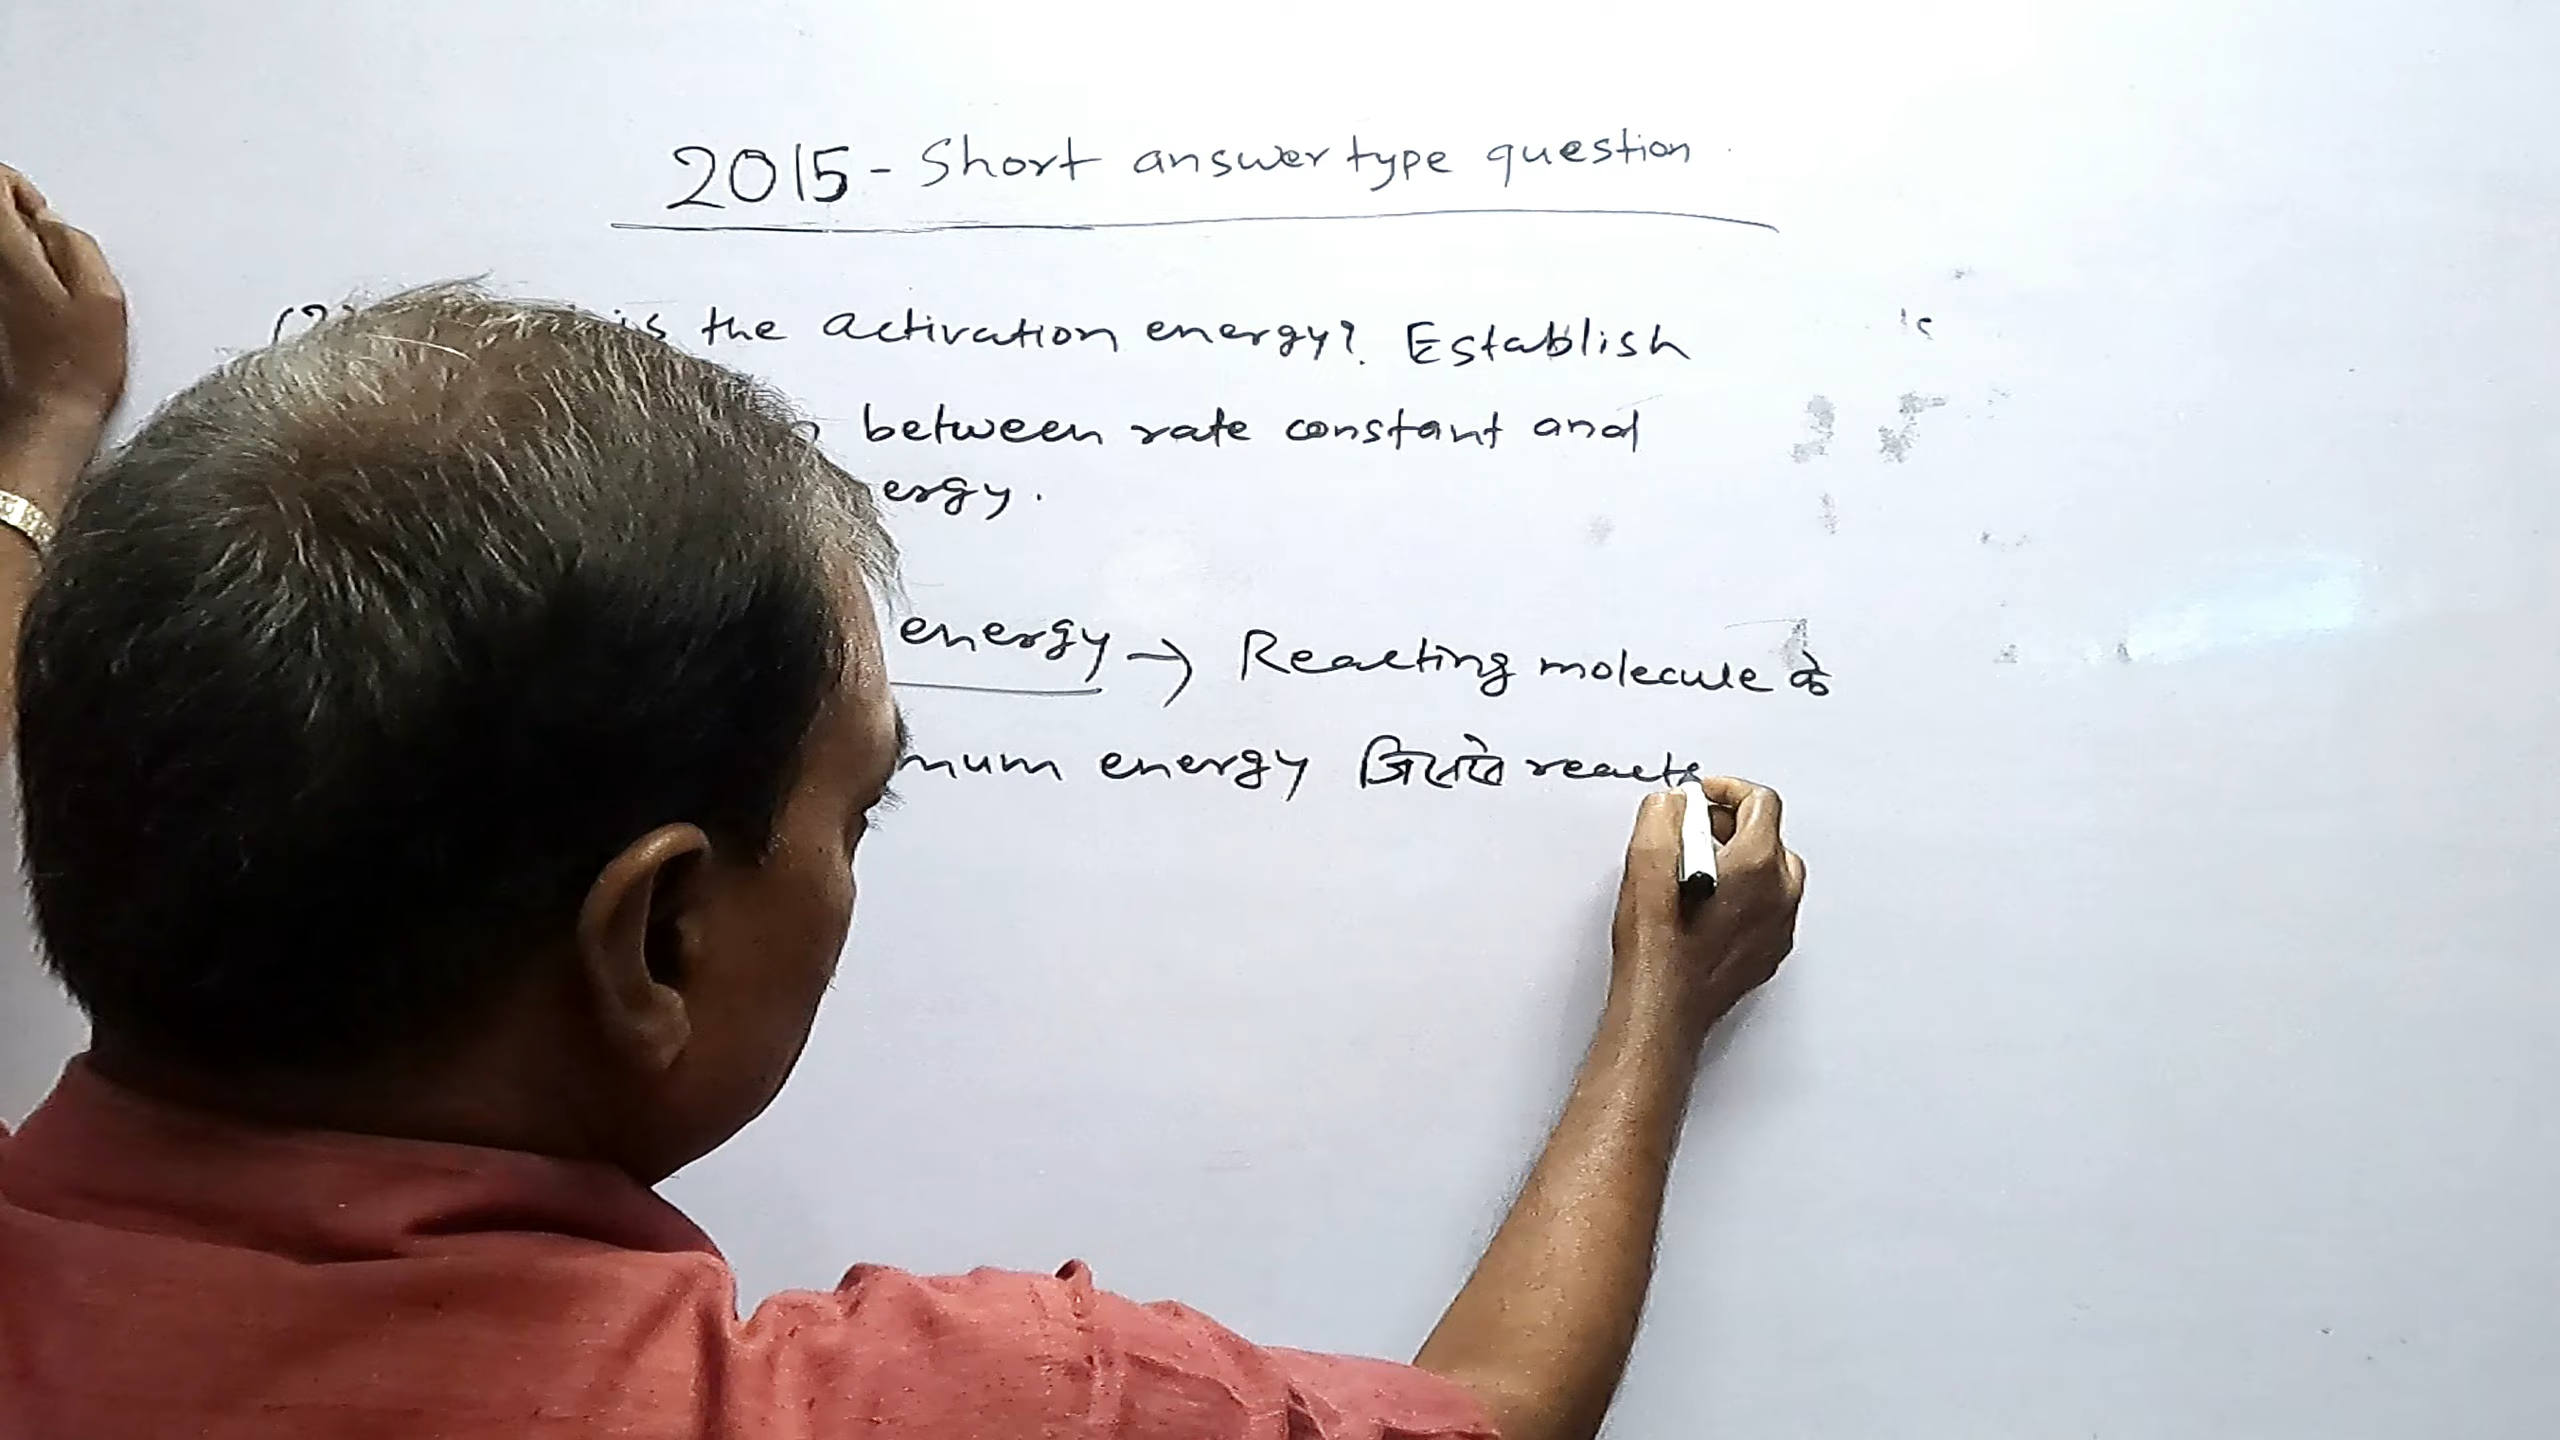 2015 - Short answer type question
is the activation energy? Establish
between rate constant and
ergy.
energy → Reacting molecule के
mum energy जिससे react